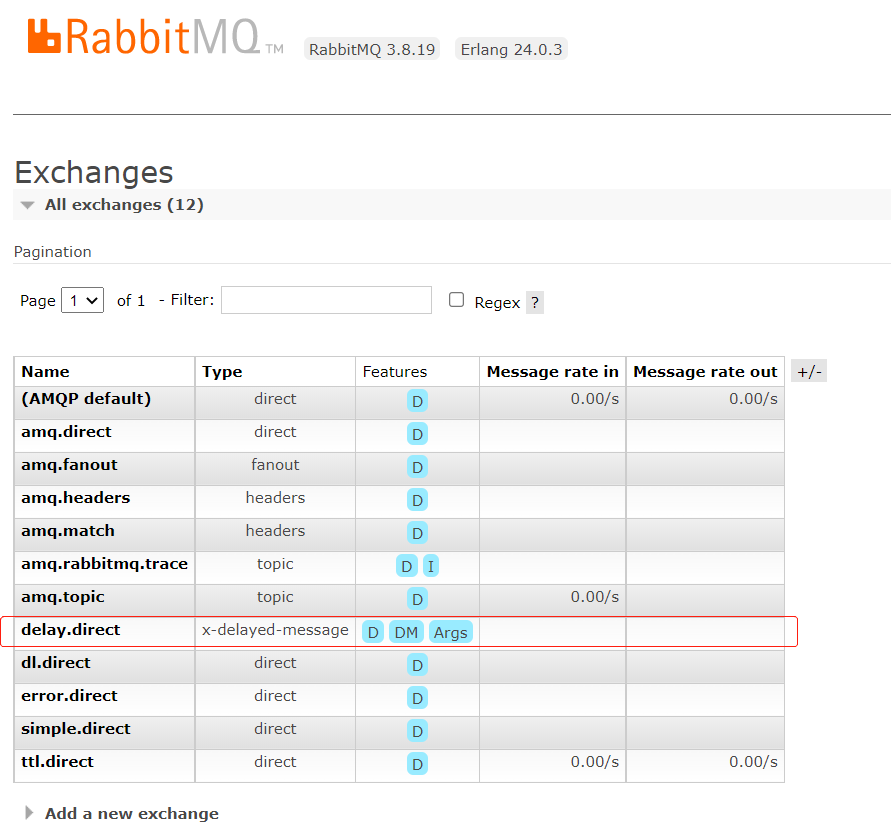 RabbitMQ TM RabbitMQ 3.8.19 Erlang 24.0.3
Exchanges
All exchanges (12)
Pagination
Page 1 of 1 - Filter: Regex ?
Name Type Features Message rate in Message rate out +/-
(AMQP default) direct D 0.00/s 0.00/s
amq.direct direct D
amq.fanout fanout D
amq.headers headers D
amq.match headers D
amq.rabbitmq.trace topic D I
amq.topic topic D 0.00/s
delay.direct x-delayed-message D DM Args
dl.direct direct D
error.direct direct D
simple.direct direct D
ttl.direct direct D 0.00/s 0.00/s
Add a new exchange